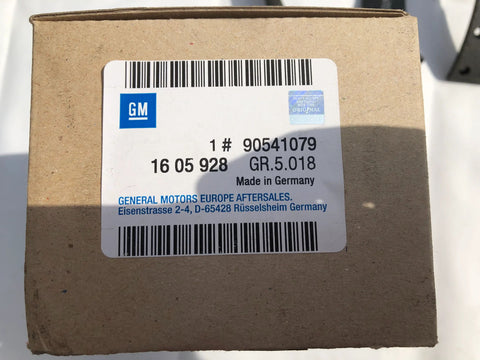 GM
ORIGINAL
1 # 90541079
16 05 928 GR.5.018
Made in Germany
GENERAL MOTORS EUROPE AFTERSALES.
Eisenstrasse 2-4, D-65428 Rüsselsheim Germany